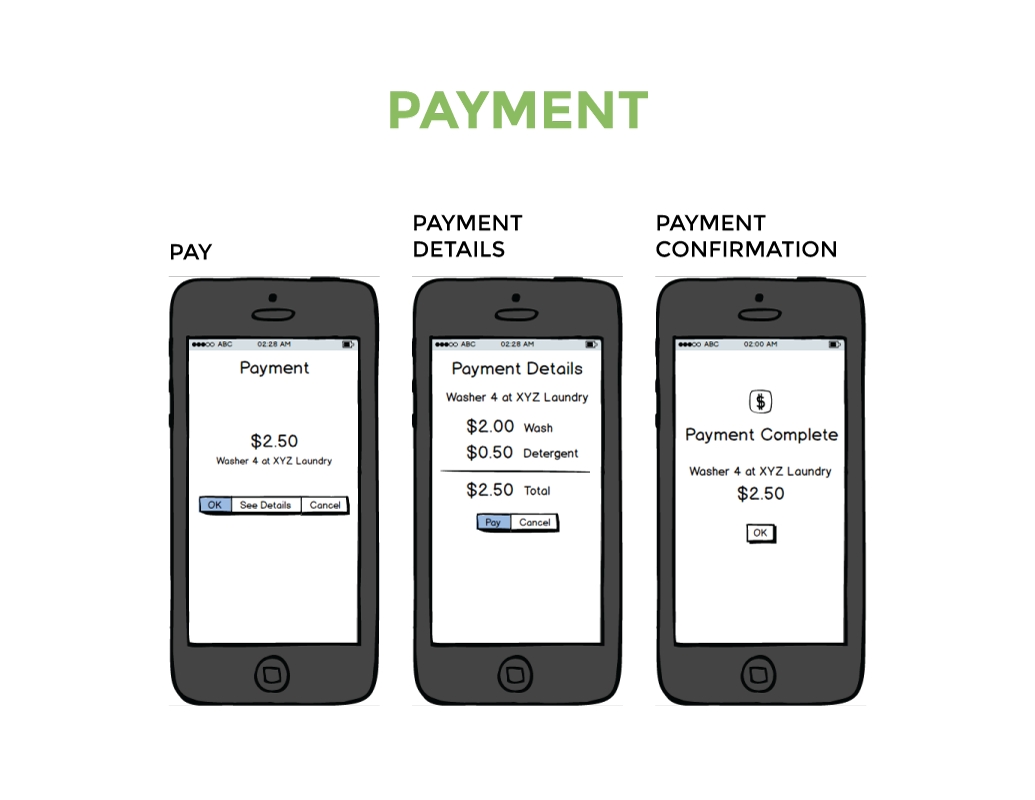 PAYMENT
PAY
ABC 02:28 AM
Payment
$2.50
Washer 4 at XYZ Laundry
OK See Details Cancel
PAYMENT
DETAILS
ABC 02:28 AM
Payment Details
Washer 4 at XYZ Laundry
$2.00 Wash
$0.50 Detergent
$2.50 Total
Pay Cancel
PAYMENT
CONFIRMATION
ABC 02:00 AM
$
Payment Complete
Washer 4 at XYZ Laundry
$2.50
OK